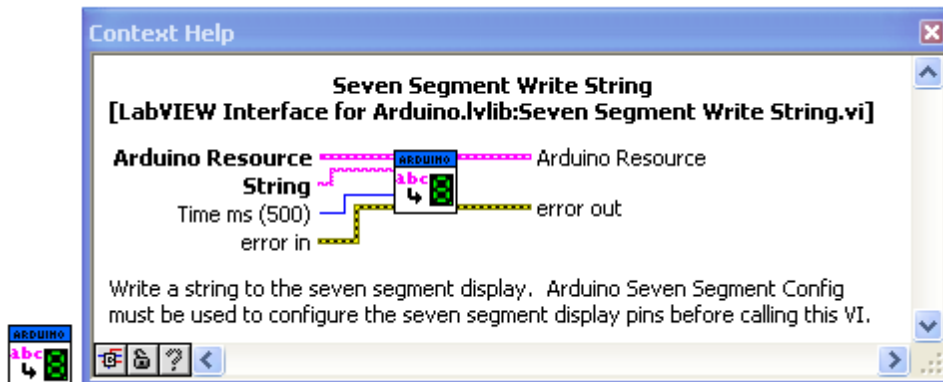 Context Help
Seven Segment Write String
[LabVIEW Interface for Arduino.lvlib:Seven Segment Write String.vi]
Arduino Resource
ARDUINO
Arduino Resource
String
abc
Time ms (500)
error out
error in
Write a string to the seven segment display.  Arduino Seven Segment Config
must be used to configure the seven segment display pins before calling this VI.
ARDUINO
abc
?